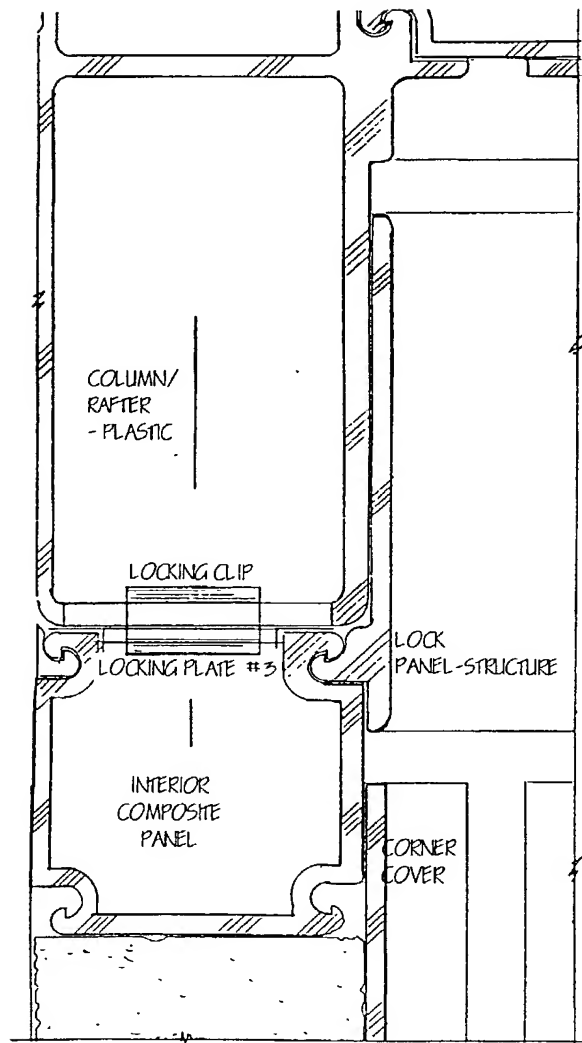 COLUMN/
RAFTER
- PLASTIC
LOCKING CLIP
LOCKING PLATE #3
LOCK
PANEL-STRUCTURE
INTERIOR
COMPOSITE
PANEL
CORNER
COVER